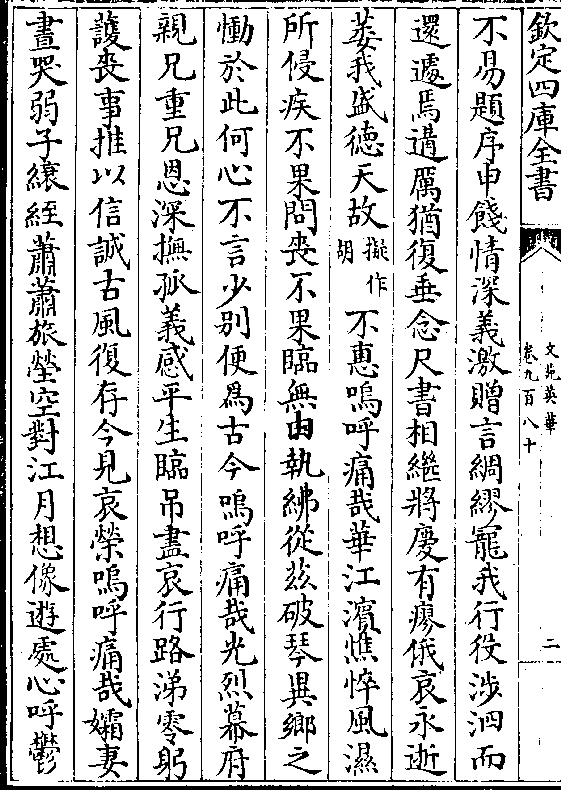 欽定四庫全書
文苑英華
卷九百八十
二
不易題序申餞情深義激贈言綢繆寵我行役涉泗而
還遽焉遘厲猶復垂念尺書相繼將慶有瘳俄哀永逝
萎我盛德天故擬作胡不惠嗚呼痛哉華江濱憔悴風濕
所侵疾不果問喪不果臨無由執紼從兹破琴異鄉之
慟於此何心不言少别便為古今嗚呼痛哉光烈幕府
親兄重兄恩深撫孤義感平生臨吊盡哀行路涕零躬
護喪事推以信誠古風復存今見哀榮嗚呼痛哉孀妻
晝哭弱子縗絰蕭蕭旅塋空對江月想像遊處心呼鬱